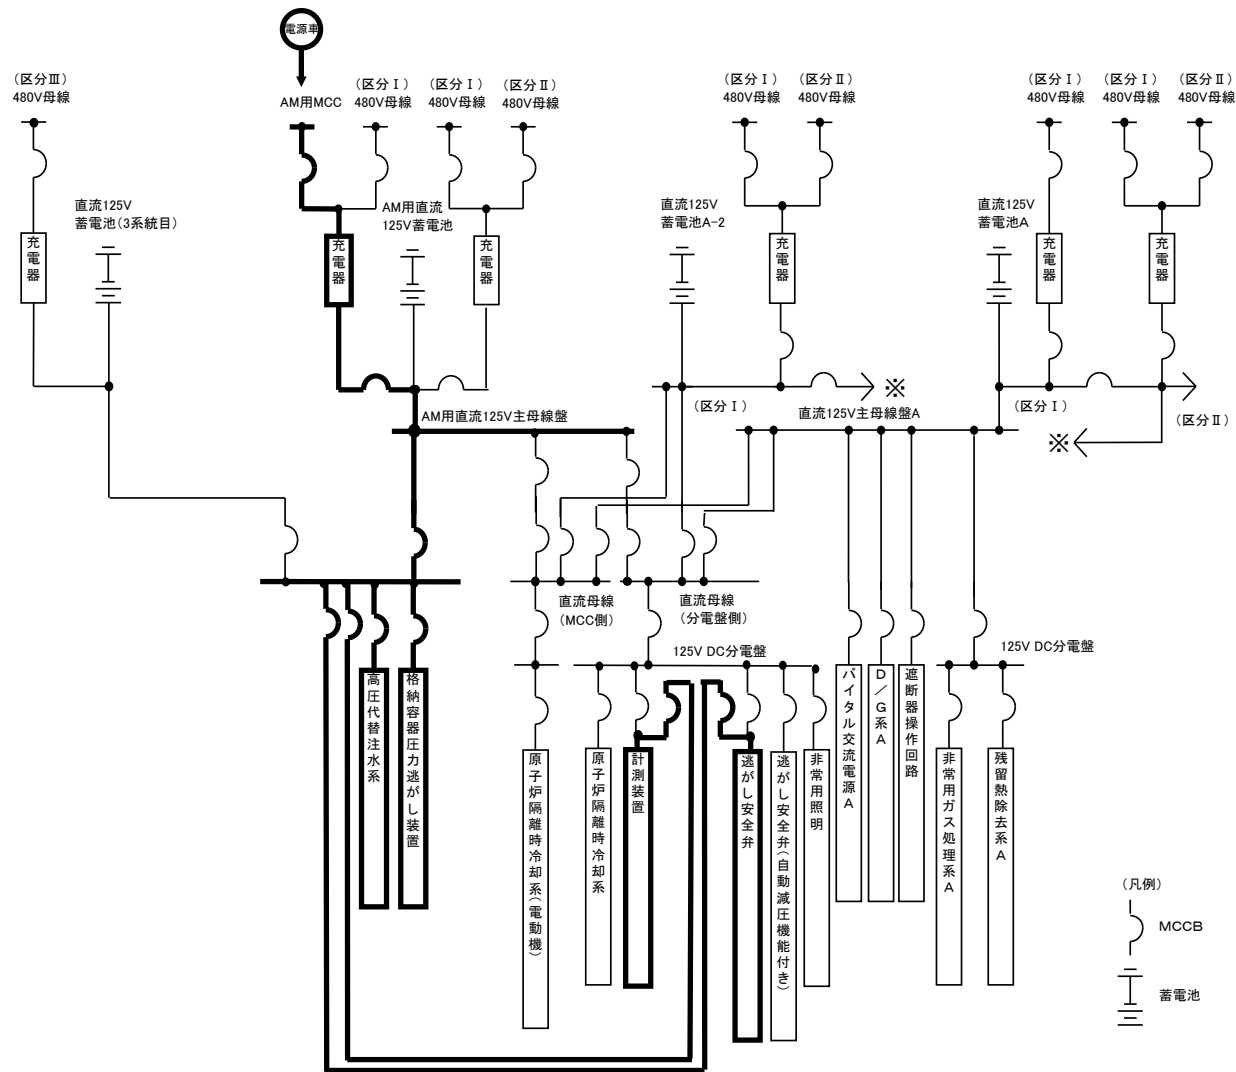 電源車
(区分Ⅲ)
480V母線
AM用MCC
(区分Ⅰ)
480V母線
(区分Ⅰ)
480V母線
(区分Ⅱ)
480V母線
(区分Ⅰ)
480V母線
(区分Ⅱ)
480V母線
(区分Ⅰ)
480V母線
(区分Ⅰ)
480V母線
(区分Ⅱ)
480V母線
直流125V
蓄電池(3系統目)
AM用直流
125V蓄電池
直流125V
蓄電池A-2
直流125V
蓄電池A
充電器
充電器
充電器
充電器
充電器
充電器
※
(区分Ⅰ)
(区分Ⅰ)
(区分Ⅱ)
AM用直流125V主母線盤
直流125V主母線盤A
※
直流母線
(MCC側)
直流母線
(分電盤側)
125V DC分電盤
125V DC分電盤
高圧代替注水系
格納容器圧力逃がし装置
原子炉隔離時冷却系(電動機)
原子炉隔離時冷却系
計測装置
逃がし安全弁
逃がし安全弁(自動減圧機能付き)
非常用照明
バイタル交流電源A
D/G系A
遮断器操作回路
非常用ガス処理系A
残留熱除去系A
(凡例)
MCCB
蓄電池